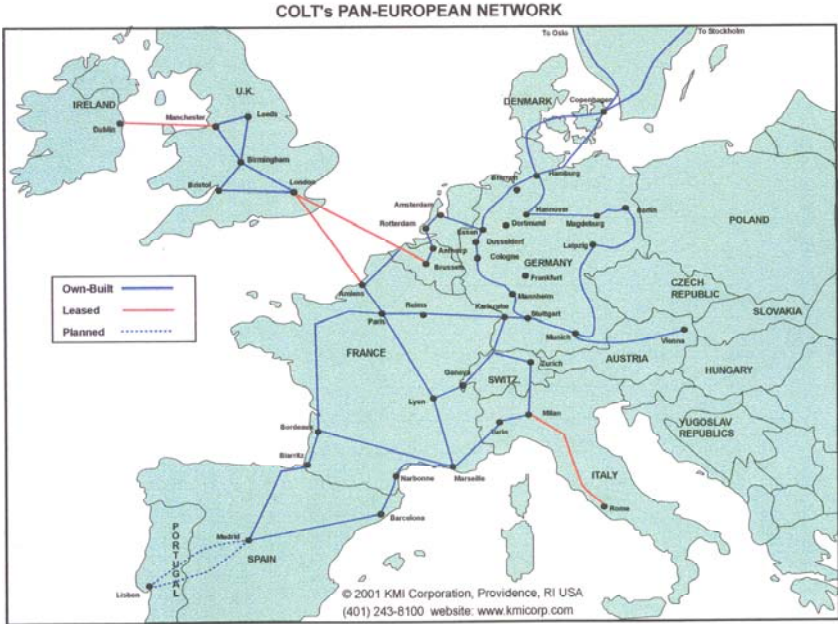 COLT's PAN-EUROPEAN NETWORK
To Oslo
To Stockholm
Copenhagen
DENMARK
U.K.
IRELAND
Manchester
Leeds
Dublin
Birmingham
Bristol
London
Bremen
Hamburg
Amsterdam
Rotterdam
Hannover
Magdeburg
Berlin
Dortmund
POLAND
Essen
Dusseldorf
Leipzig
Antwerp
Cologne
GERMANY
Brussels
Frankfurt
CZECH
REPUBLIC
Own-Built
Leased
Planned
Amiens
Mannheim
Reims
Karlsruhe
Paris
Stuttgart
SLOVAKIA
Munich
Vienna
FRANCE
AUSTRIA
Zurich
Geneva
SWITZ.
HUNGARY
Lyon
Milan
Turin
YUGOSLAV
REPUBLICS
Bordeaux
Biarritz
Narbonne
Marseille
ITALY
Rome
Barcelona
Madrid
SPAIN
PORTUGAL
Lisbon
© 2001 KMI Corporation, Providence, RI USA
(401) 243-8100 website: www.kmicorp.com